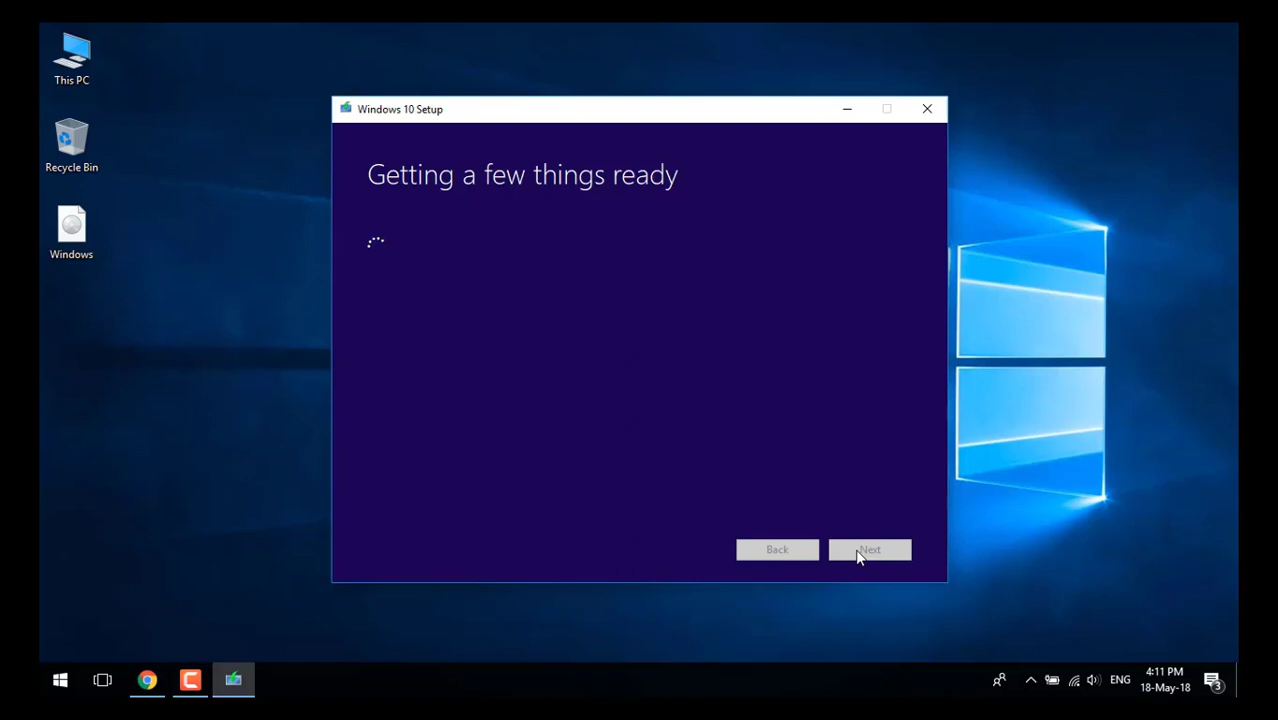 This PC
Recycle Bin
Windows
Windows 10 Setup
Getting a few things ready
Back
Next
ENG
4:11 PM
18-May-18
3